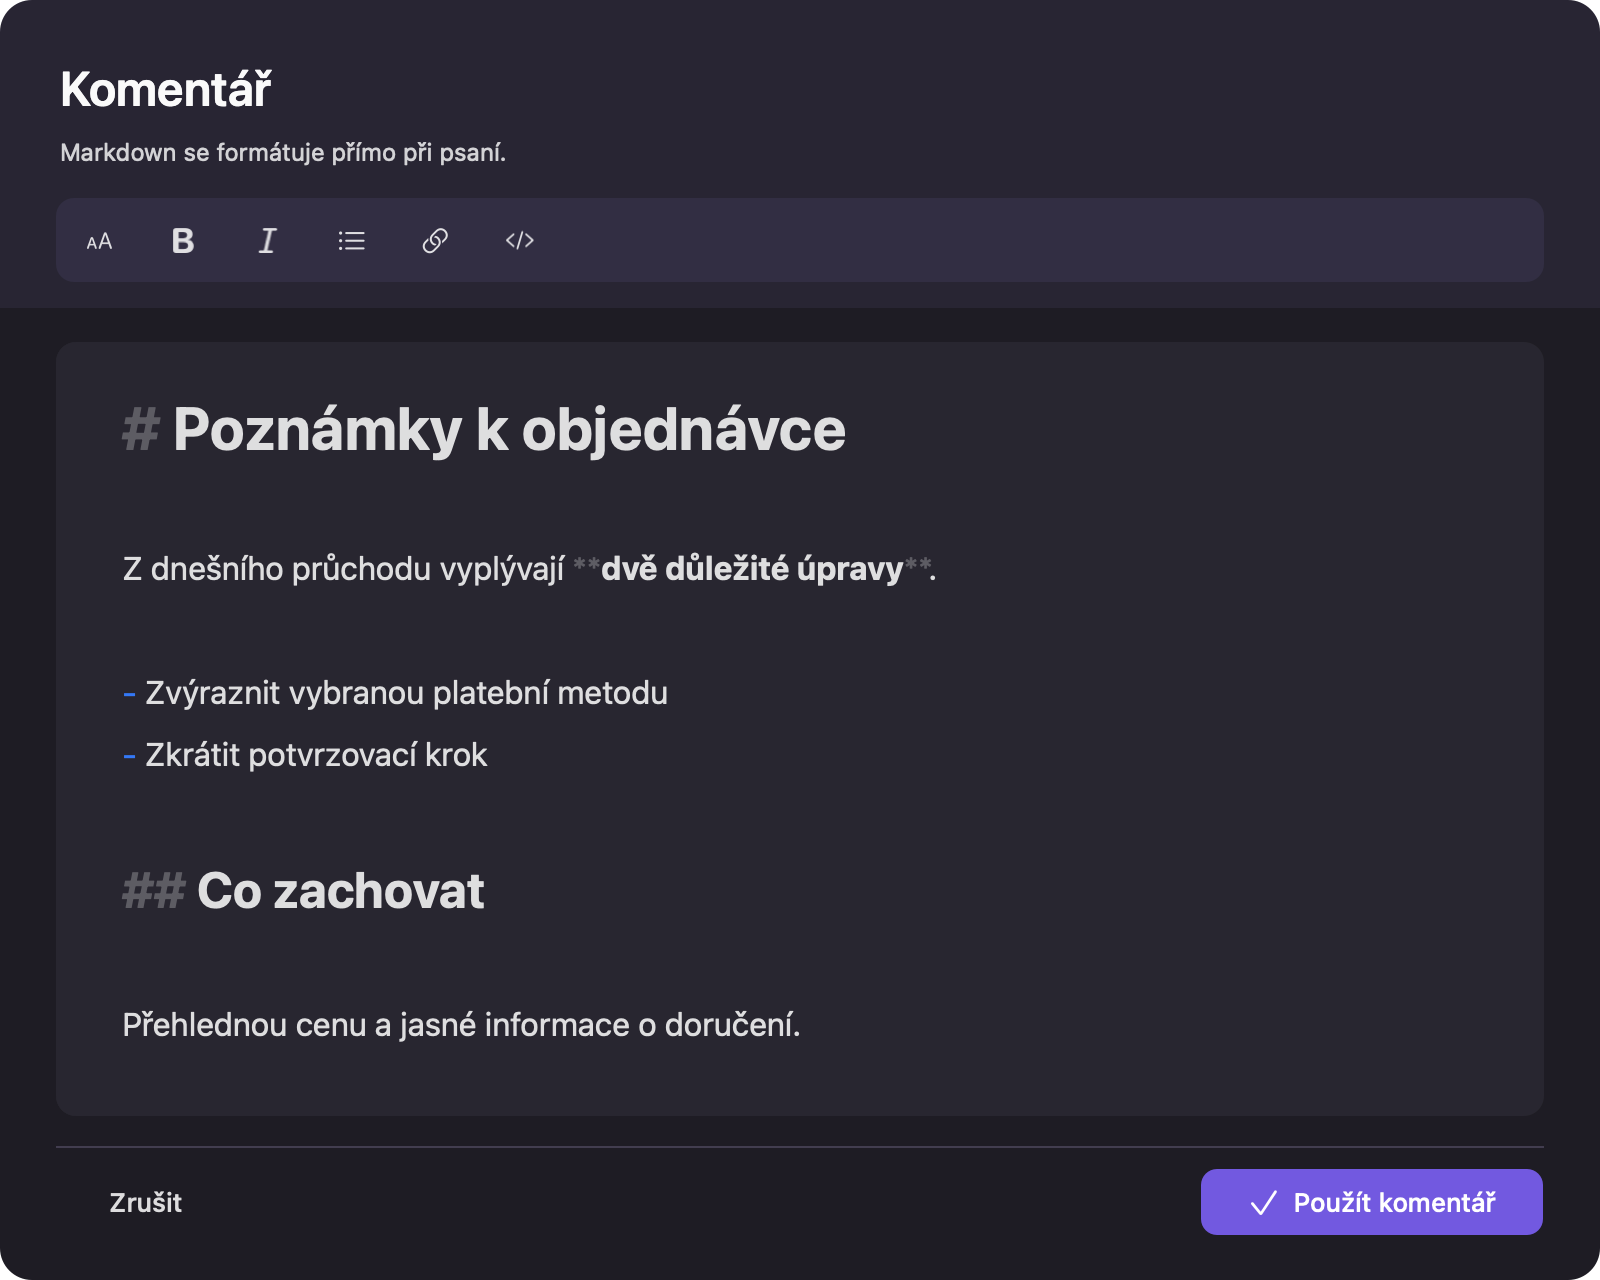 Komentář
Markdown se formátuje přímo při psaní.
AA B I </>
# Poznámky k objednávce
Z dnešního průchodu vyplývají **dvě důležité úpravy**.
- Zvýraznit vybranou platební metodu
- Zkrátit potvrzovací krok
## Co zachovat
Přehlednou cenu a jasné informace o doručení.
Zrušit
Použít komentář